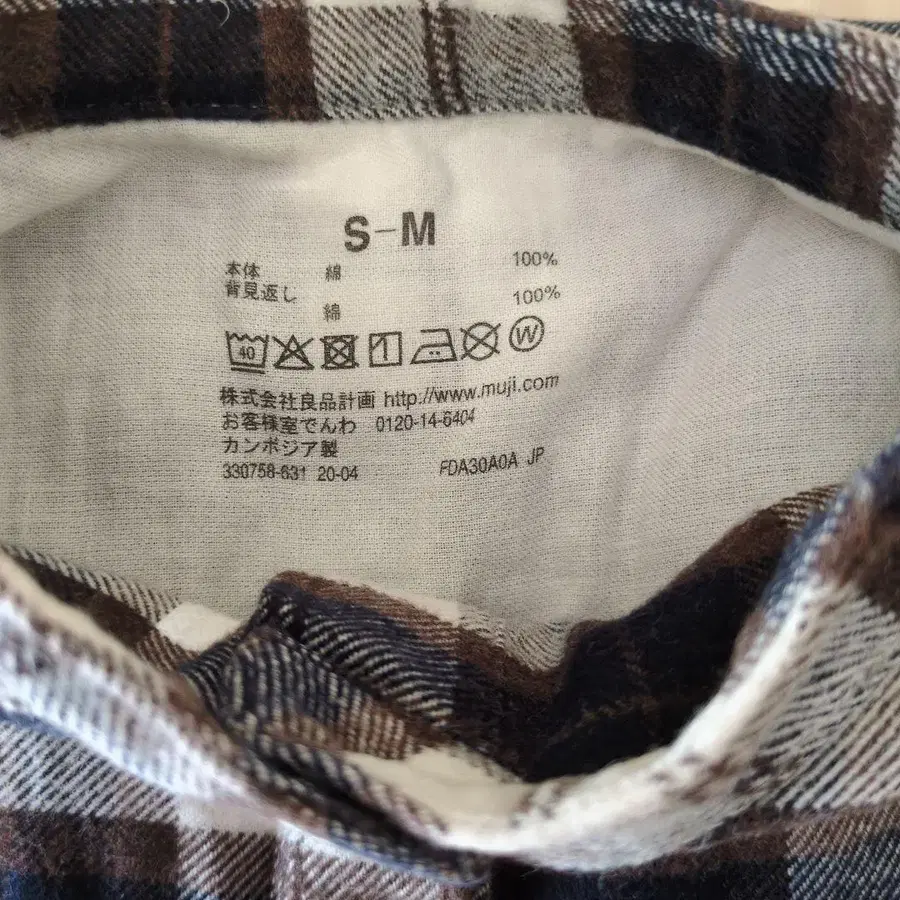 S-M
本体 綿 100%
背見返し
綿 100%
40
W
株式会社良品計画 http://www.muji.com
お客様室でんわ 0120-14-6404
カンボジア製
330758-631 20-04 FDA30A0A JP